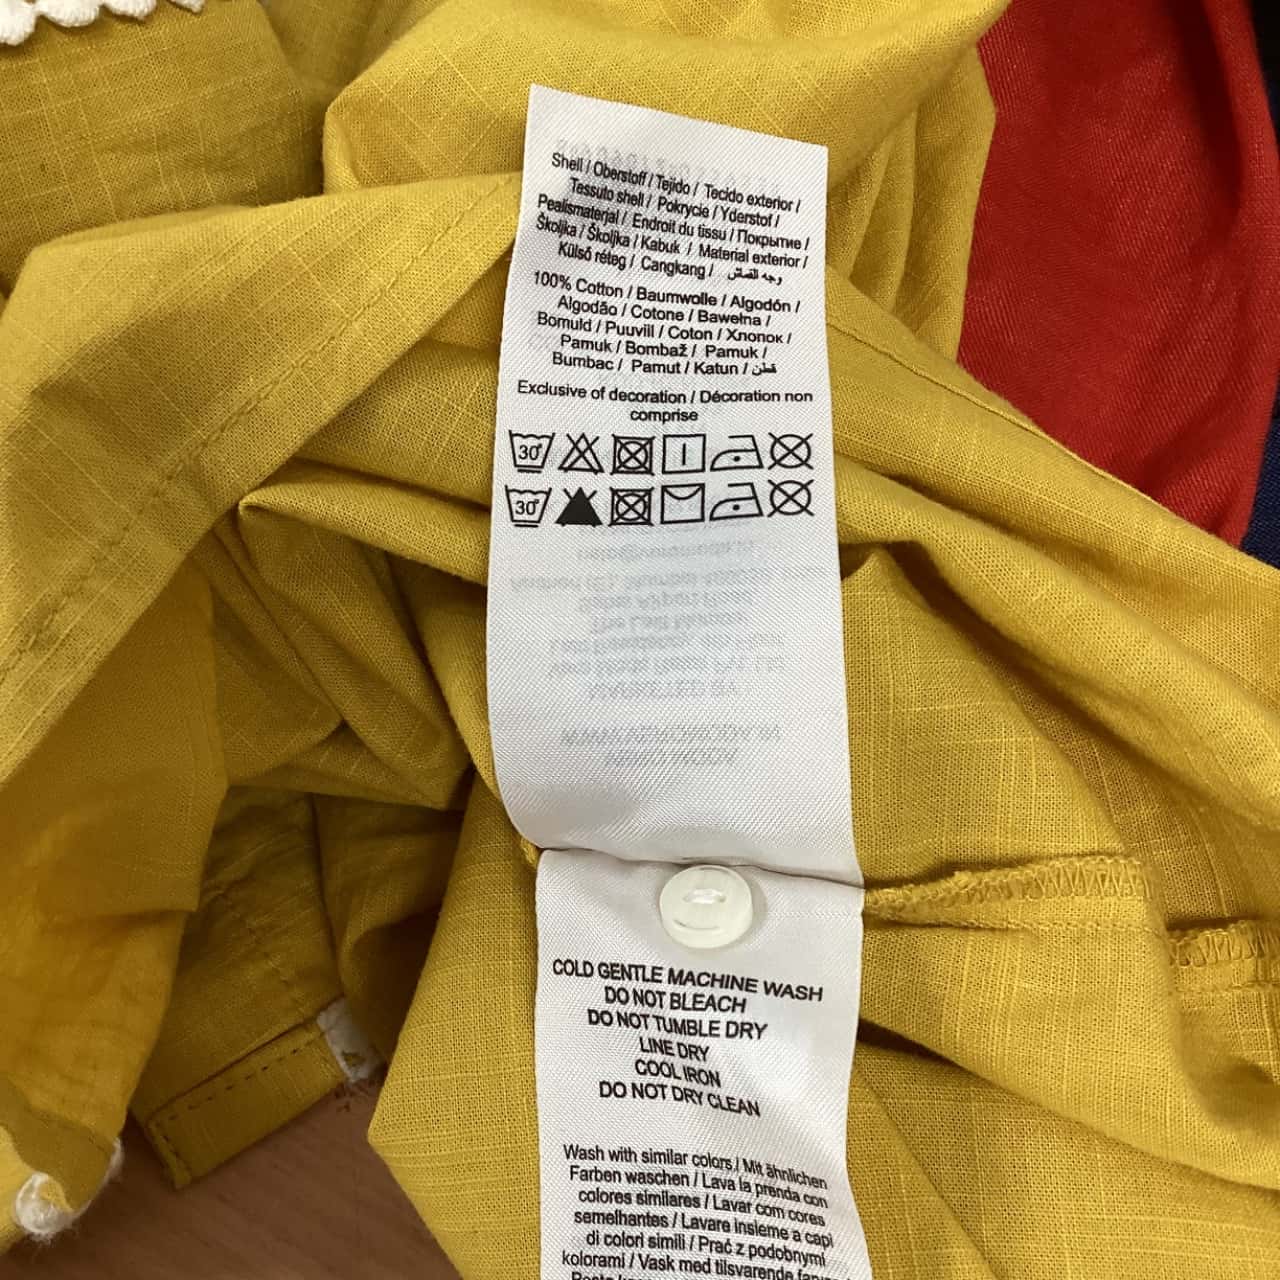 Shell / Oberstoff / Tejido / Tecido exterior /
Tessuto shell / Pokrycie / Yderstof /
Pealismaterjal / Endroit du tissu / Покрытие /
Školjka / Školjka / Kabuk / Material exterior /
Külső réteg / Cangkang / وجه القماش
100% Cotton / Baumwolle / Algodón /
Algodão / Cotone / Bawełna /
Bomuld / Puuvill / Coton / Хлопок /
Pamuk / Bombaž / Pamuk /
Bumbac / Pamut / Katun / قطن
Exclusive of decoration / Décoration non
comprise
30°
30°
COLD GENTLE MACHINE WASH
DO NOT BLEACH
DO NOT TUMBLE DRY
LINE DRY
COOL IRON
DO NOT DRY CLEAN
Wash with similar colors / Mit ähnlichen
Farben waschen / Lava la prenda con
colores similares / Lavar com cores
semelhantes / Lavare insieme a capi
di colori simili / Prać z podobnymi
kolorami / Vask med tilsvarende